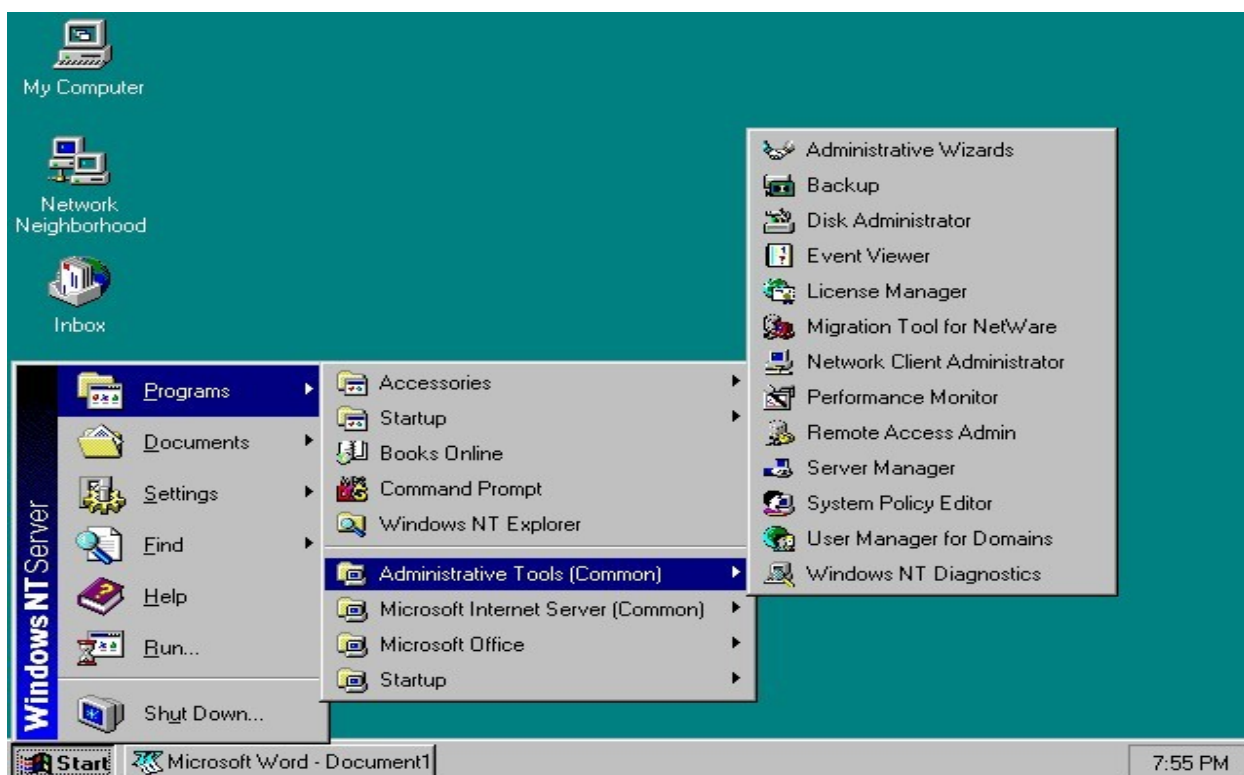 My Computer
Network
Neighborhood
Inbox
Windows NT Server
Programs
Documents
Settings
Find
Help
Run...
Shut Down...
Accessories
Startup
Books Online
Command Prompt
Windows NT Explorer
Administrative Tools (Common)
Microsoft Internet Server (Common)
Microsoft Office
Startup
Administrative Wizards
Backup
Disk Administrator
Event Viewer
License Manager
Migration Tool for NetWare
Network Client Administrator
Performance Monitor
Remote Access Admin
Server Manager
System Policy Editor
User Manager for Domains
Windows NT Diagnostics
Start
Microsoft Word - Document1
7:55 PM